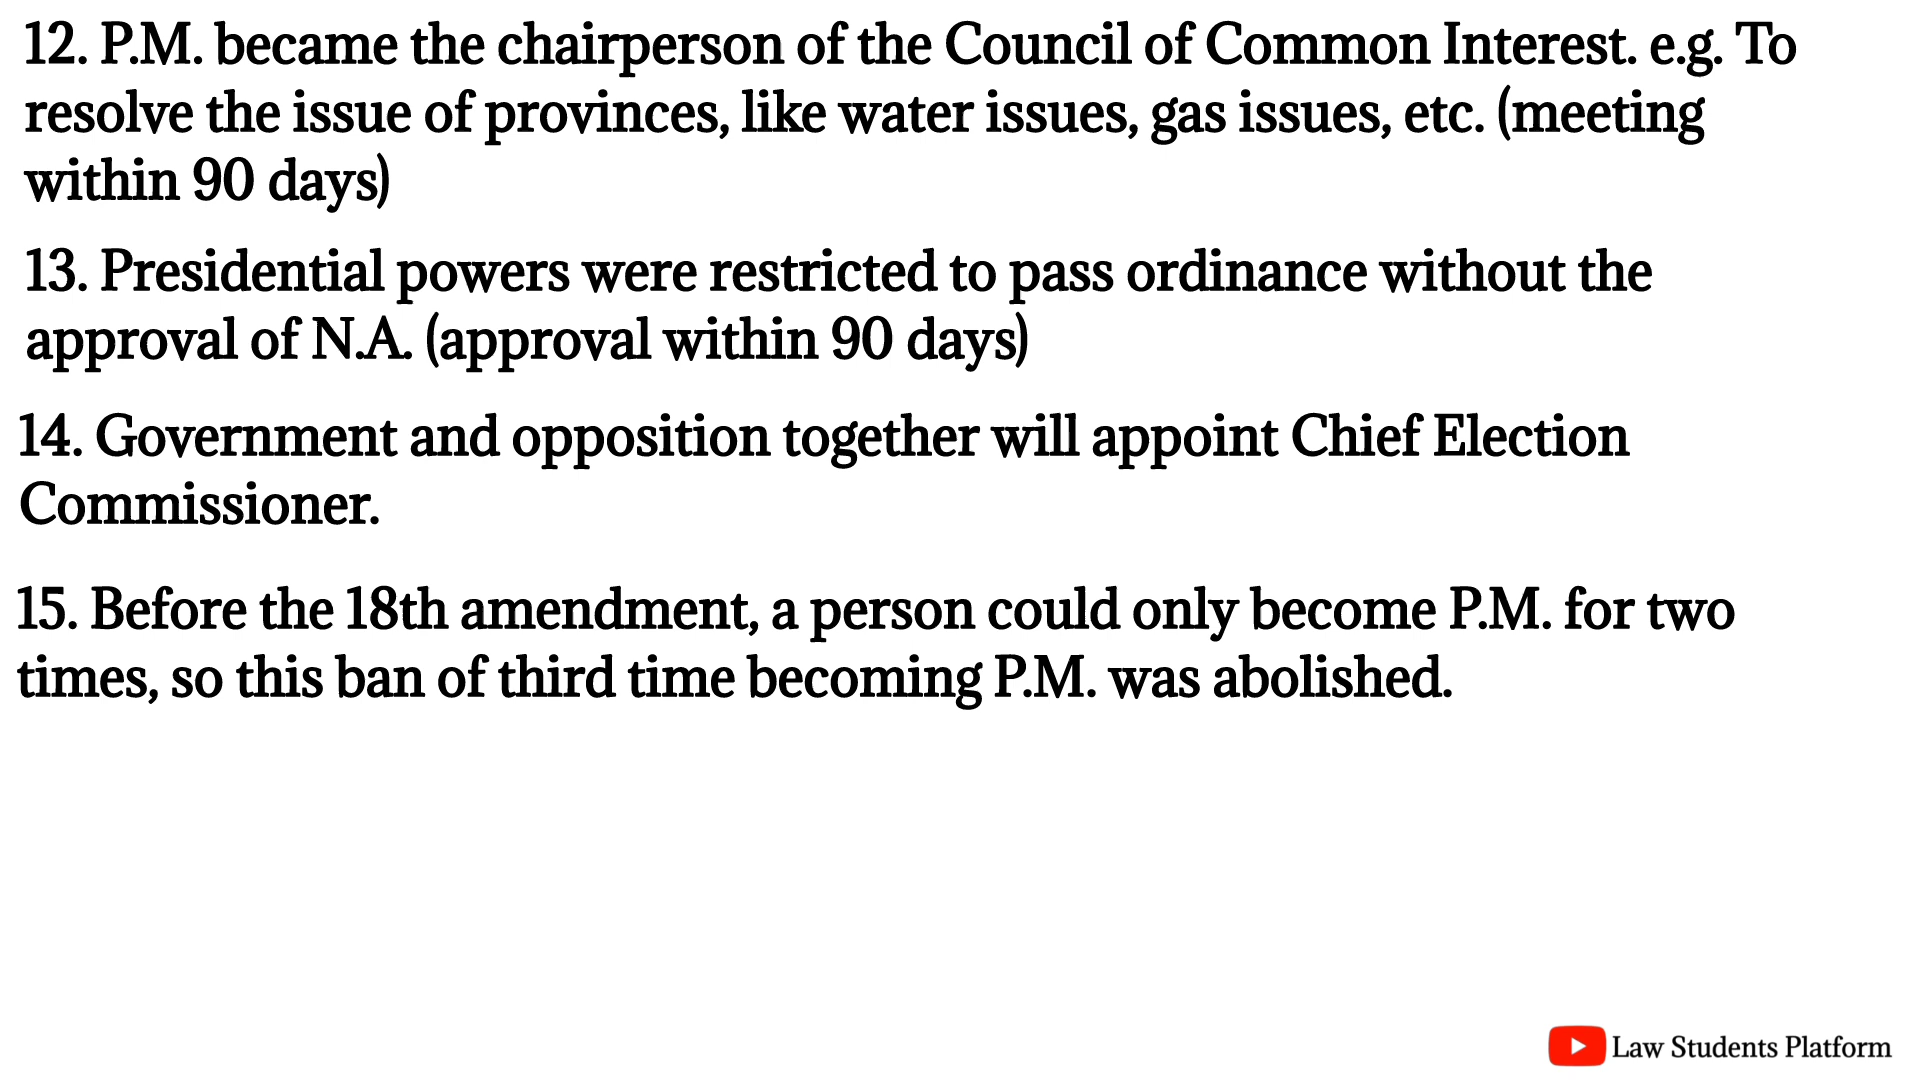 12. P.M. became the chairperson of the Council of Common Interest. e.g. To
resolve the issue of provinces, like water issues, gas issues, etc. (meeting
within 90 days)
13. Presidential powers were restricted to pass ordinance without the
approval of N.A. (approval within 90 days)
14. Government and opposition together will appoint Chief Election
Commissioner.
15. Before the 18th amendment, a person could only become P.M. for two
times, so this ban of third time becoming P.M. was abolished.
Law Students Platform